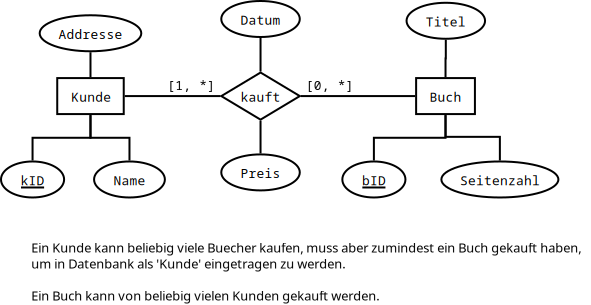 Datum
Titel
Addresse
[1, *]
[0, *]
Kunde
kauft
Buch
Preis
kID
Name
bID
Seitenzahl
Ein Kunde kann beliebig viele Buecher kaufen, muss aber zumindest ein Buch gekauft haben,
um in Datenbank als 'Kunde' eingetragen zu werden.
Ein Buch kann von beliebig vielen Kunden gekauft werden.